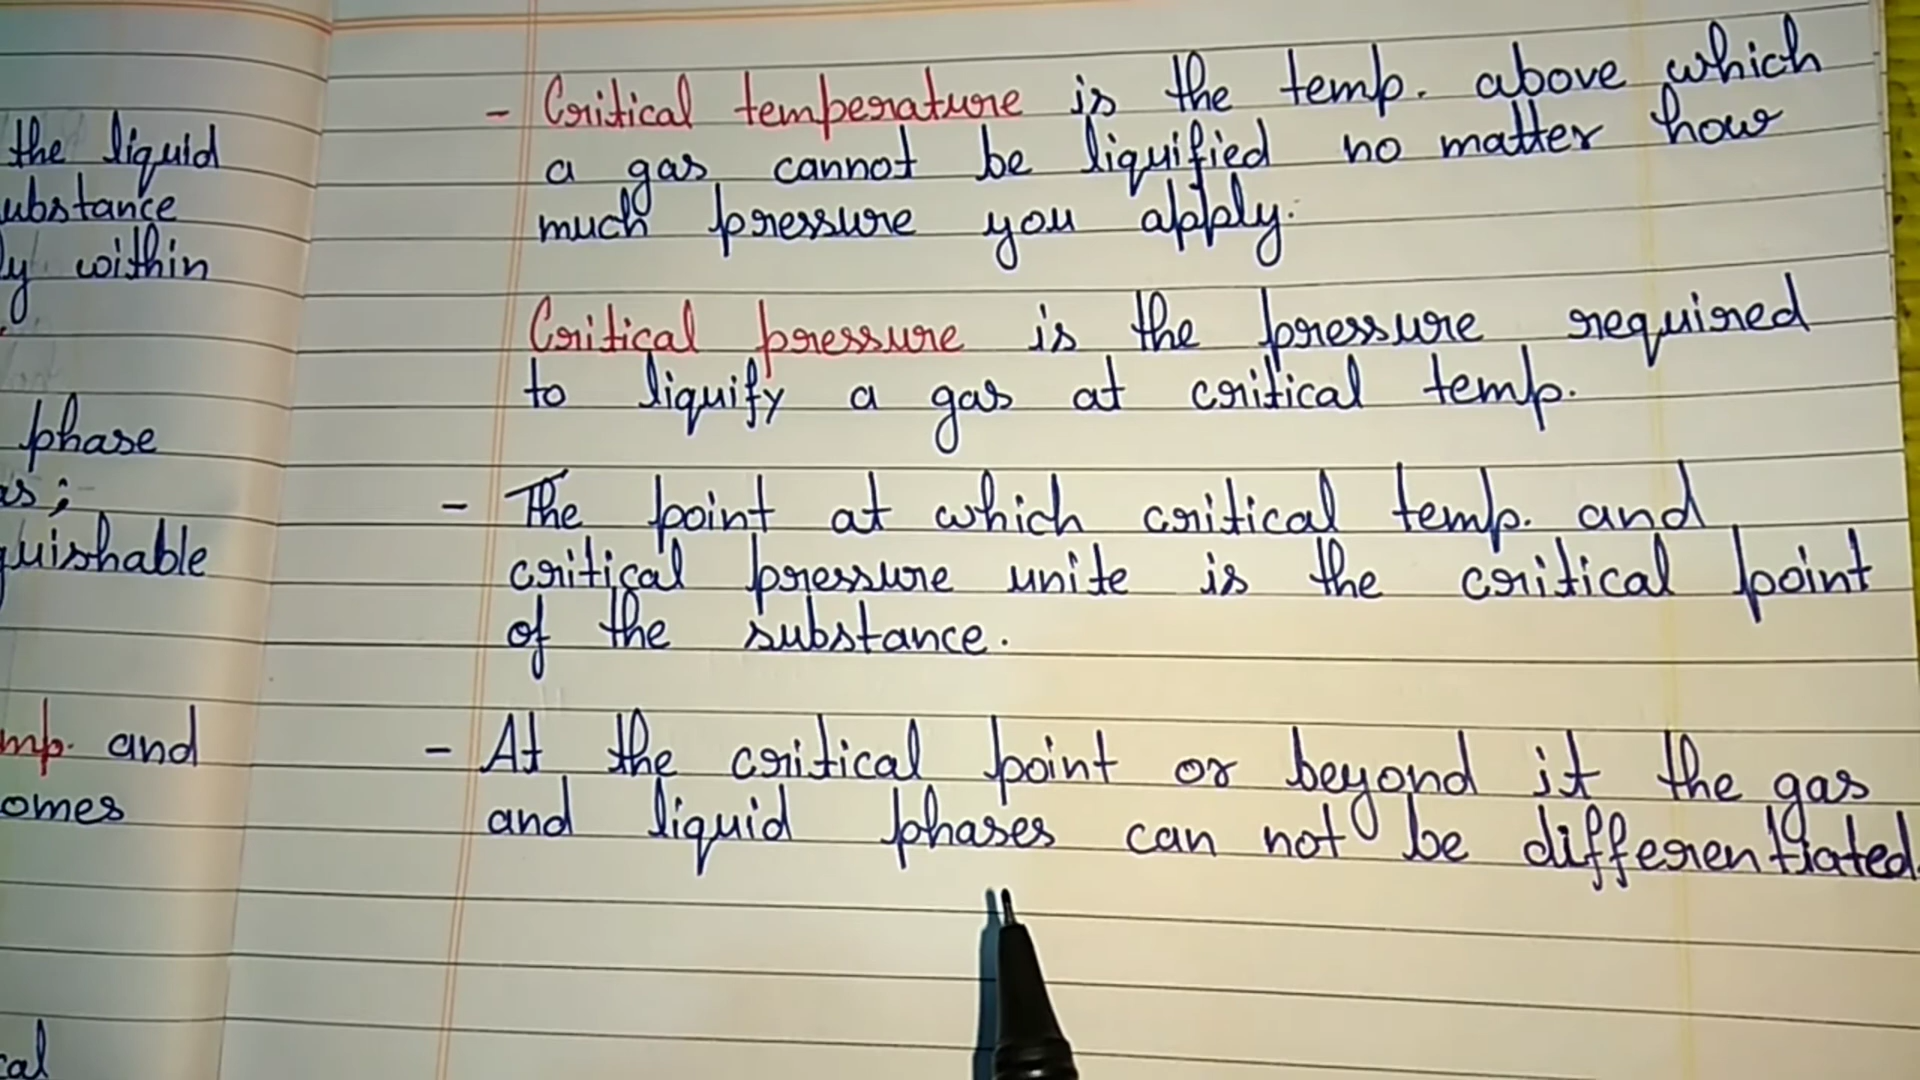 the liquid
ubstance
y within
phase
as;
quishable
mp. and
omes
cal
- Critical temperature is the temp. above which
a gas cannot be liquified no matter how
much pressure you apply.
Critical pressure is the pressure required
to liquify a gas at critical temp.
- The point at which critical temp. and
critical pressure unite is the critical point
of the substance.
- At the critical point or beyond it the gas
and liquid phases can not be differentiated.